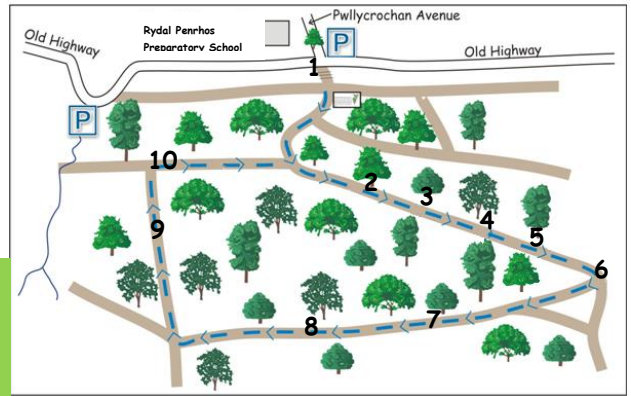 Pwllycrochan Avenue
Rydal Penrhos
Preparatory School
P
Old Highway
Old Highway
1
P
10
2
3
4
5
9
6
8
7